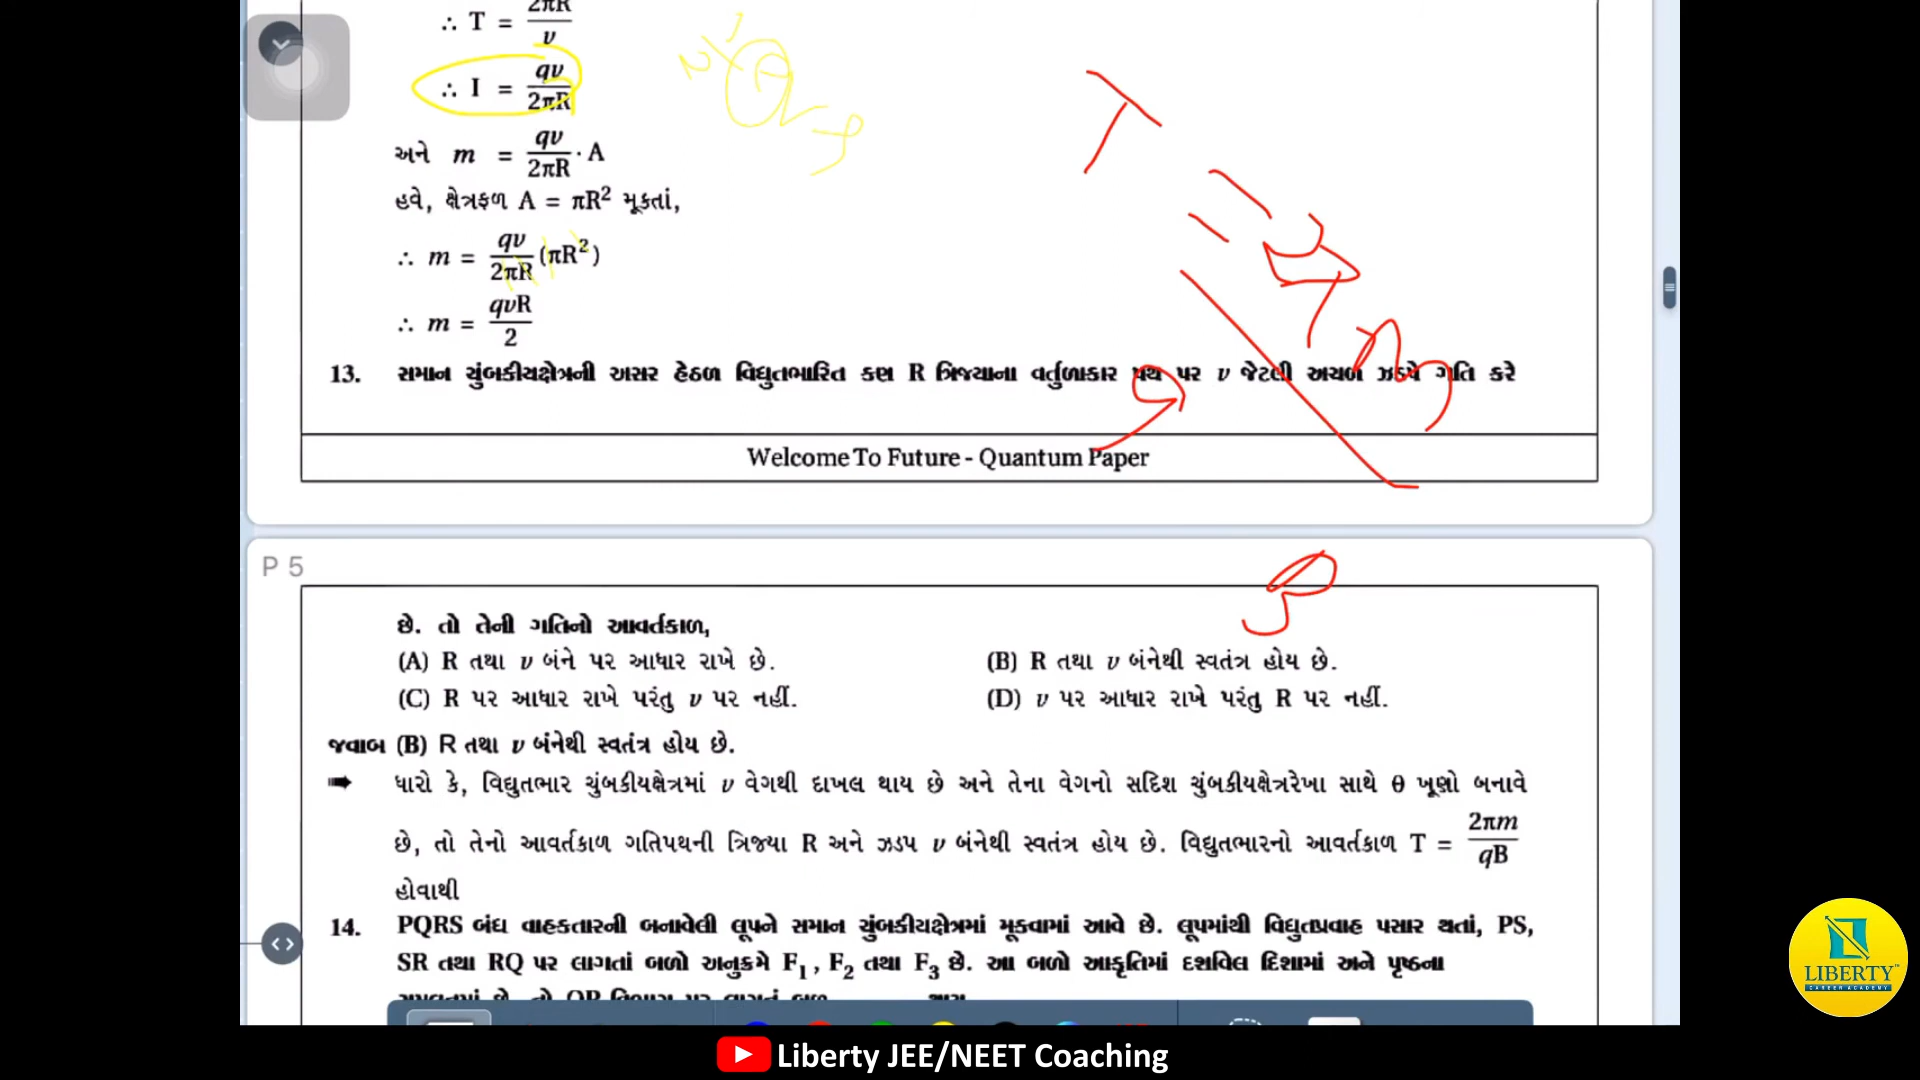 ∴ T = 2πR / v
∴ I = qv / 2πR
અને m = qv / 2πR · A
હવે, ક્ષેત્રફળ A = πR² મૂકતાં,
∴ m = qv / 2πR (πR²)
∴ m = qvR / 2
T = 2πm
13. સમાન ચુંબકીયક્ષેત્રની અસર હેઠળ વિદ્યુતભારિત કણ R ત્રિજ્યાના વર્તુળાકાર પથ પર v જેટલી અચળ ઝડપે ગતિ કરે
Welcome To Future - Quantum Paper
P 5
છે. તો તેની ગતિનો આવર્તકાળ,
(A) R તથા v બંને પર આધાર રાખે છે. (B) R તથા v બંનેથી સ્વતંત્ર હોય છે.
(C) R પર આધાર રાખે પરંતુ v પર નહીં. (D) v પર આધાર રાખે પરંતુ R પર નહીં.
જવાબ (B) R તથા v બંનેથી સ્વતંત્ર હોય છે.
➡ ધારો કે, વિદ્યુતભાર ચુંબકીયક્ષેત્રમાં v વેગથી દાખલ થાય છે અને તેના વેગનો સદિશ ચુંબકીયક્ષેત્રરેખા સાથે θ ખૂણો બનાવે
છે, તો તેનો આવર્તકાળ ગતિપથની ત્રિજ્યા R અને ઝડપ v બંનેથી સ્વતંત્ર હોય છે. વિદ્યુતભારનો આવર્તકાળ T = 2πm / qB
હોવાથી
14. PQRS બંધ વાહકતારની બનાવેલી લૂપને સમાન ચુંબકીયક્ષેત્રમાં મૂકવામાં આવે છે. લૂપમાંથી વિદ્યુતપ્રવાહ પસાર થતાં, PS,
SR તથા RQ પર લાગતાં બળો અનુક્રમે F₁, F₂ તથા F₃ છે. આ બળો આકૃતિમાં દર્શાવેલ દિશામાં અને પૃષ્ઠના
LIBERTY
CAREER ACADEMY
Liberty JEE/NEET Coaching